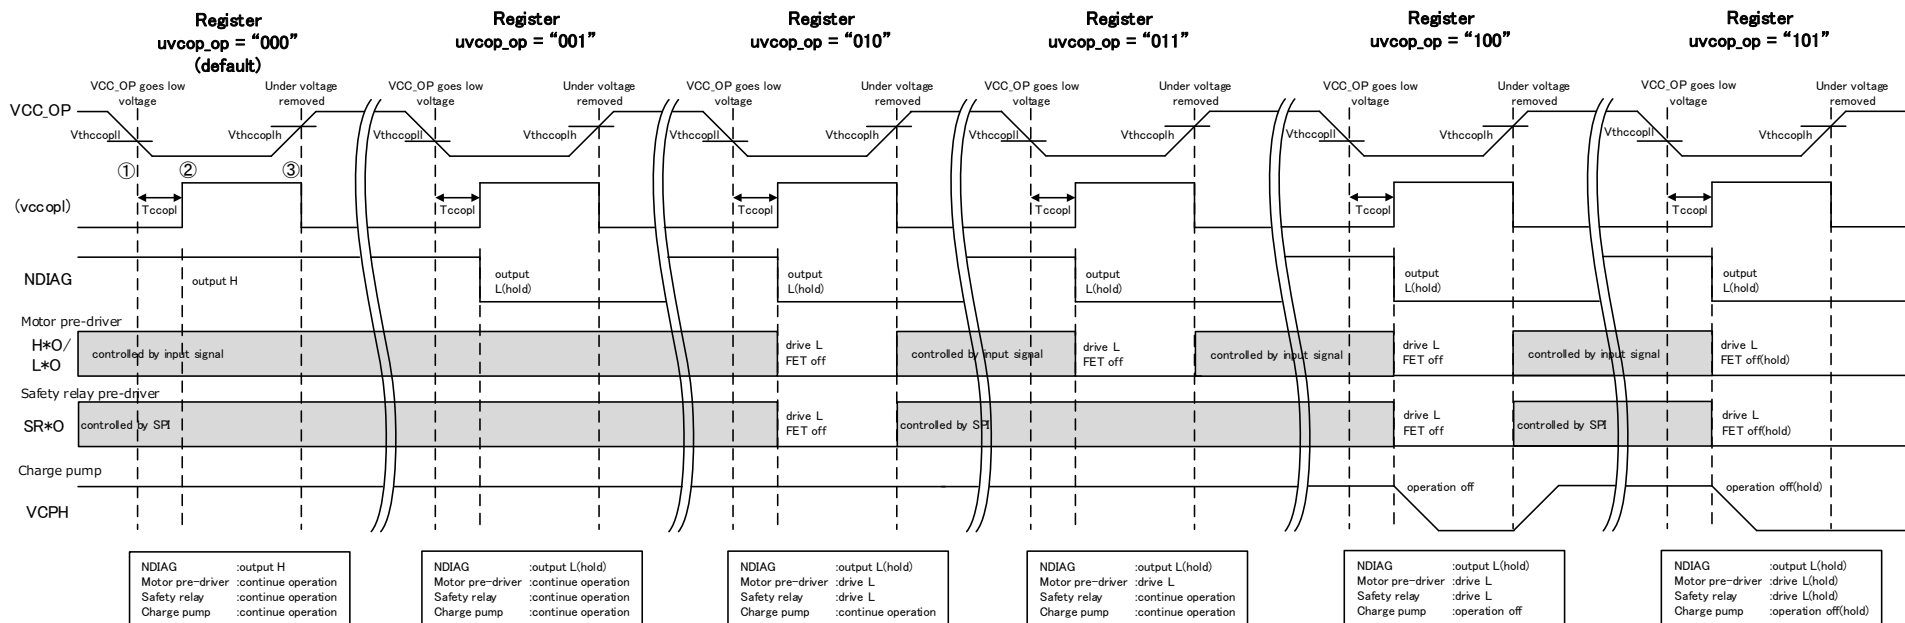 Register
uvcop_op = “000”
(default)
Register
uvcop_op = “001”
Register
uvcop_op = “010”
Register
uvcop_op = “011”
Register
uvcop_op = “100”
Register
uvcop_op = “101”
VCC_OP goes low
voltage
Under voltage
removed
VCC_OP goes low
voltage
Under voltage
removed
VCC_OP goes low
voltage
Under voltage
removed
VCC_OP goes low
voltage
Under voltage
removed
VCC_OP goes low
voltage
Under voltage
removed
VCC_OP goes low
voltage
Under voltage
removed
VCC_OP
Vthccopll
Vthccoplh
Vthccopll
Vthccoplh
Vthccopll
Vthccoplh
Vthccopll
Vthccoplh
Vthccopll
Vthccoplh
Vthccopll
Vthccoplh
① ② ③
(vccopl)
Tccopl
Tccopl
Tccopl
Tccopl
Tccopl
Tccopl
NDIAG
output H
output
L(hold)
output
L(hold)
output
L(hold)
output
L(hold)
output
L(hold)
Motor pre-driver
H*O/
L*O
controlled by input signal
drive L
FET off
controlled by input signal
drive L
FET off
controlled by input signal
drive L
FET off
controlled by input signal
drive L
FET off(hold)
Safety relay pre-driver
SR*O
controlled by SPI
drive L
FET off
controlled by SPI
drive L
FET off
controlled by SPI
drive L
FET off(hold)
Charge pump
VCPH
operation off
operation off(hold)
NDIAG :output H
Motor pre-driver :continue operation
Safety relay :continue operation
Charge pump :continue operation
NDIAG :output L(hold)
Motor pre-driver :continue operation
Safety relay :continue operation
Charge pump :continue operation
NDIAG :output L(hold)
Motor pre-driver :drive L
Safety relay :drive L
Charge pump :continue operation
NDIAG :output L(hold)
Motor pre-driver :drive L
Safety relay :continue operation
Charge pump :continue operation
NDIAG :output L(hold)
Motor pre-driver :drive L
Safety relay :drive L
Charge pump :operation off
NDIAG :output L(hold)
Motor pre-driver :drive L(hold)
Safety relay :drive L(hold)
Charge pump :operation off(hold)